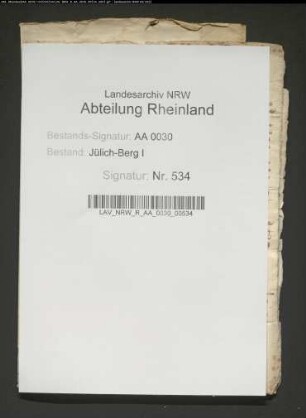 Landesarchiv NRW
Abteilung Rheinland
Bestands-Signatur: AA 0030
Bestand: Jülich-Berg I
Signatur: Nr. 534
LAV_NRW_R_AA_0030_00534